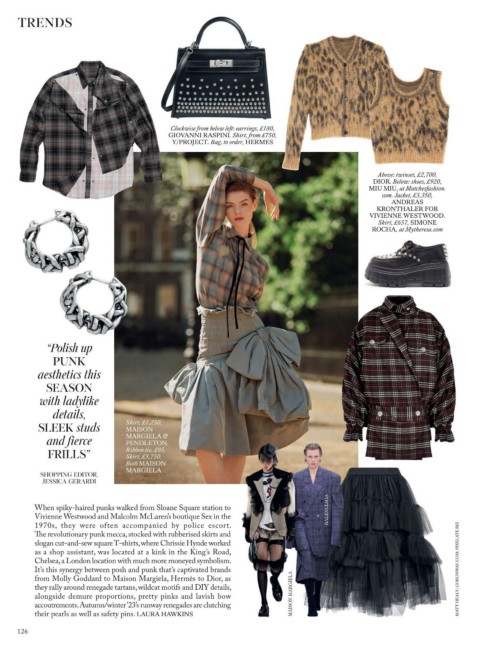 TRENDS
Clockwise from below left: earrings, £180,
GIOVANNI RASPINI. Shirt, from £750,
Y/PROJECT. Bag, to order, HERMES
Above: twinset, £2,700,
DIOR. Below: shoes, £920,
MIU MIU, at Matchesfashion.
com. Jacket, £3,350,
ANDREAS
KRONTHALER FOR
VIVIENNE WESTWOOD.
Skirt, £657, SIMONE
ROCHA, at Mytheresa.com
“Polish up
PUNK
aesthetics this
SEASON
with ladylike
details,
SLEEK studs
and fierce
FRILLS”
SHOPPING EDITOR,
JESSICA GERARDI
Shirt, £1,250,
MAISON
MARGIELA &
PENDLETON.
Ribbon tie, £95.
Skirt, £3,750.
Both MAISON
MARGIELA
When spiky-haired punks walked from Sloane Square station to
Vivienne Westwood and Malcolm McLaren’s boutique Sex in the
1970s, they were often accompanied by police escort.
The revolutionary punk mecca, stocked with rubberised skirts and
slogan cut-and-sew square T-shirts, where Chrissie Hynde worked
as a shop assistant, was located at a kink in the King’s Road,
Chelsea, a London location with much more moneyed symbolism.
It’s this synergy between posh and punk that’s captivated brands
from Molly Goddard to Maison Margiela, Hermès to Dior, as
they rally around renegade tartans, wildcat motifs and DIY details,
alongside demure proportions, pretty pinks and lavish bow
accoutrements. Autumn/winter ’23’s runway renegades are clutching
their pearls as well as safety pins. LAURA HAWKINS
MAISON MARGIELA
BALENCIAGA
126